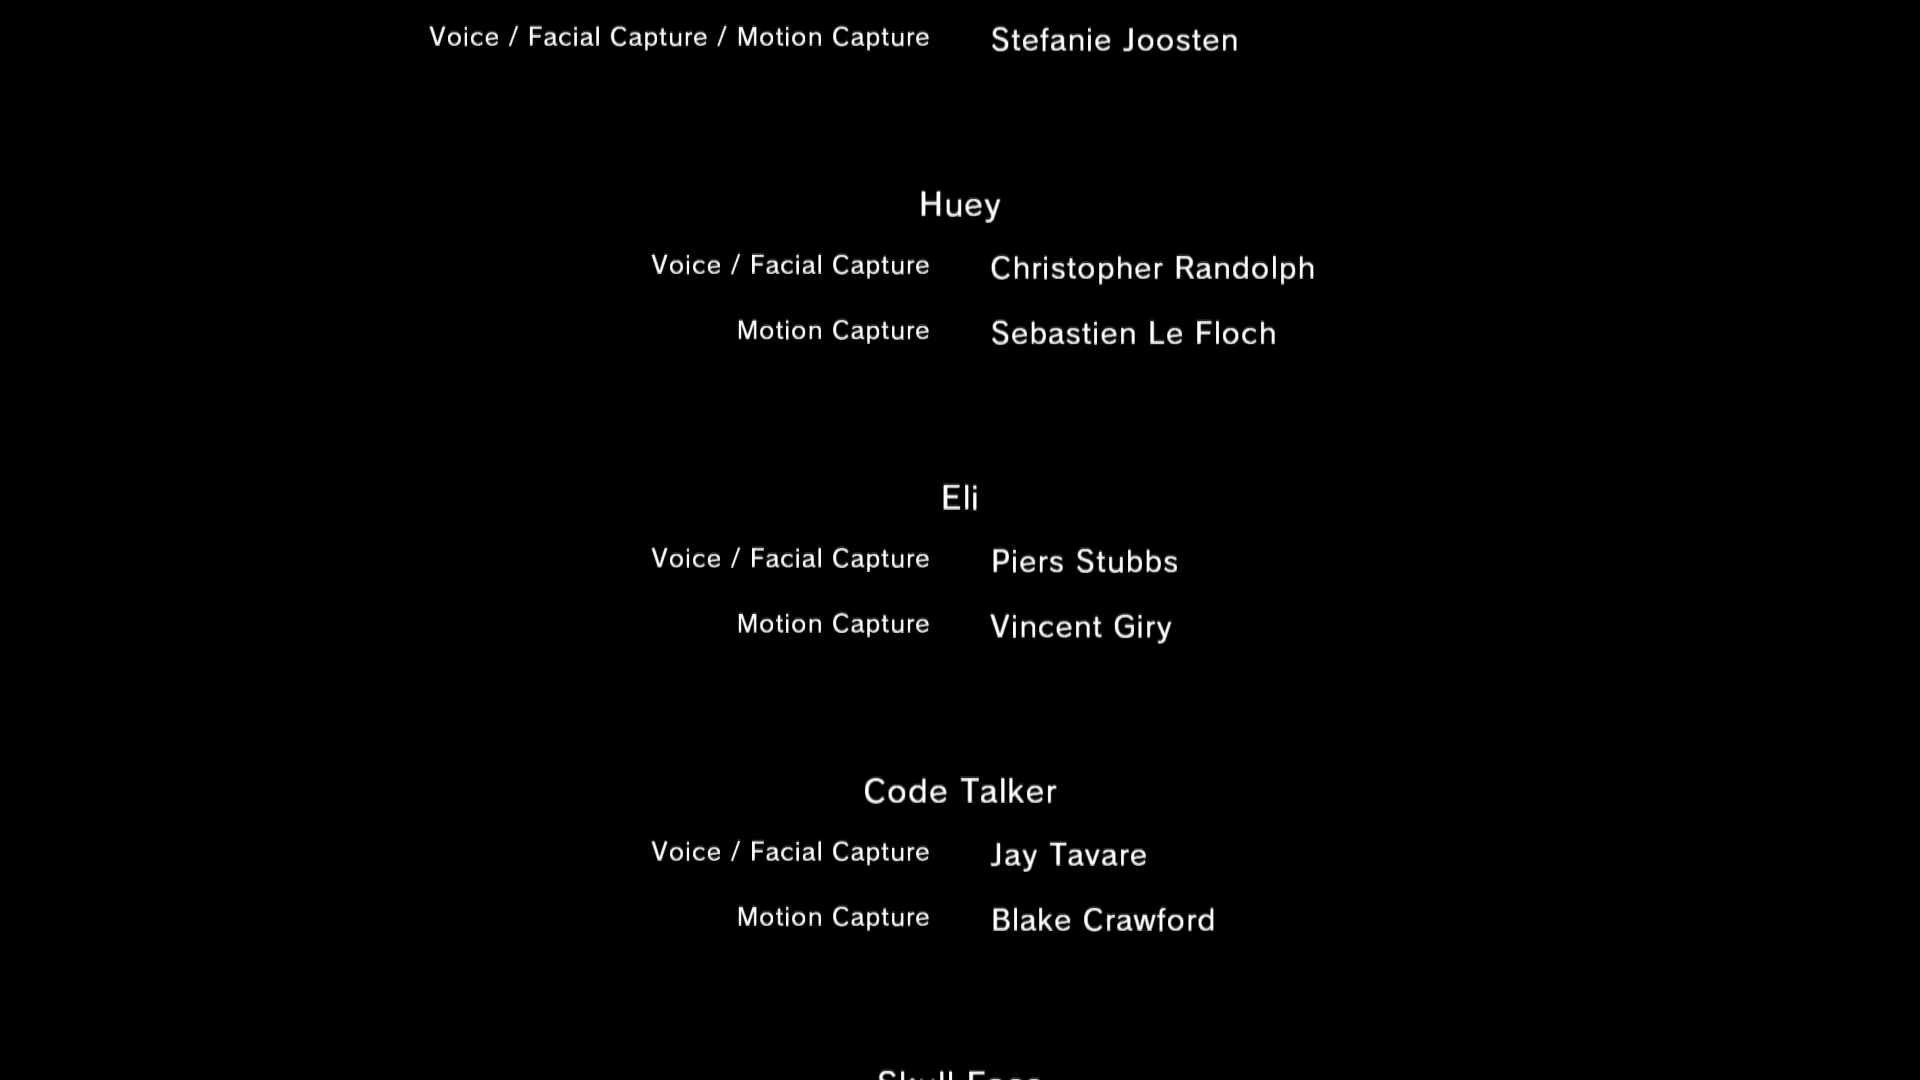 Voice / Facial Capture / Motion Capture Stefanie Joosten
Huey
Voice / Facial Capture Christopher Randolph
Motion Capture Sebastien Le Floch
Eli
Voice / Facial Capture Piers Stubbs
Motion Capture Vincent Giry
Code Talker
Voice / Facial Capture Jay Tavare
Motion Capture Blake Crawford
Skull Face